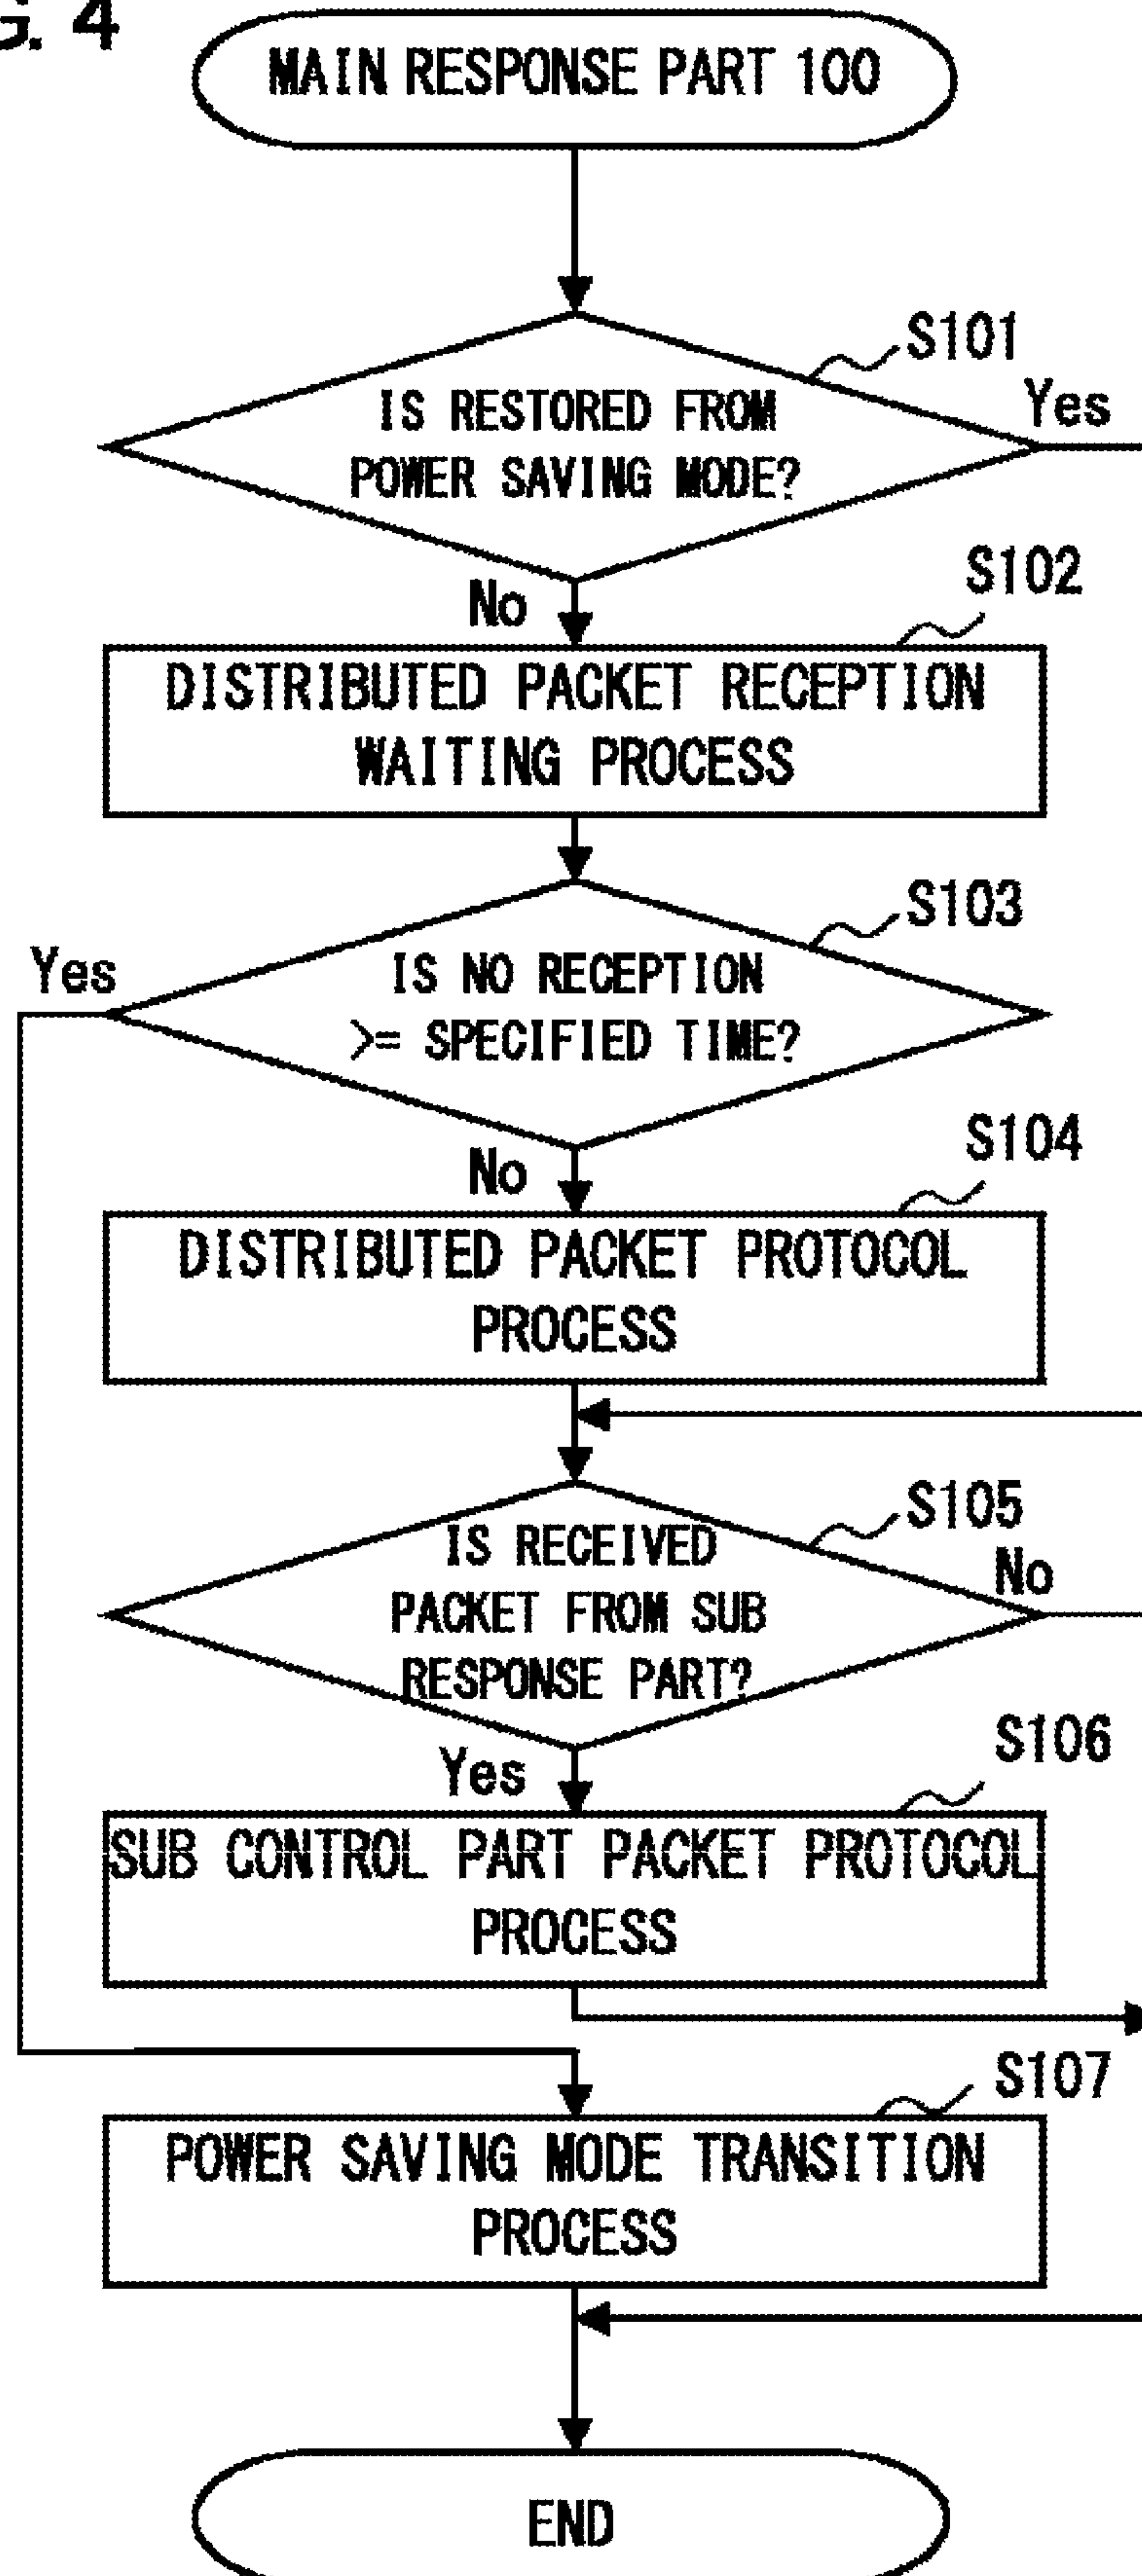 G. 4
MAIN RESPONSE PART 100
S101
IS RESTORED FROM
POWER SAVING MODE?
Yes
No
S102
DISTRIBUTED PACKET RECEPTION
WAITING PROCESS
S103
Yes
IS NO RECEPTION
>= SPECIFIED TIME?
No
S104
DISTRIBUTED PACKET PROTOCOL
PROCESS
S105
IS RECEIVED
PACKET FROM SUB
RESPONSE PART?
No
Yes
S106
SUB CONTROL PART PACKET PROTOCOL
PROCESS
S107
POWER SAVING MODE TRANSITION
PROCESS
END